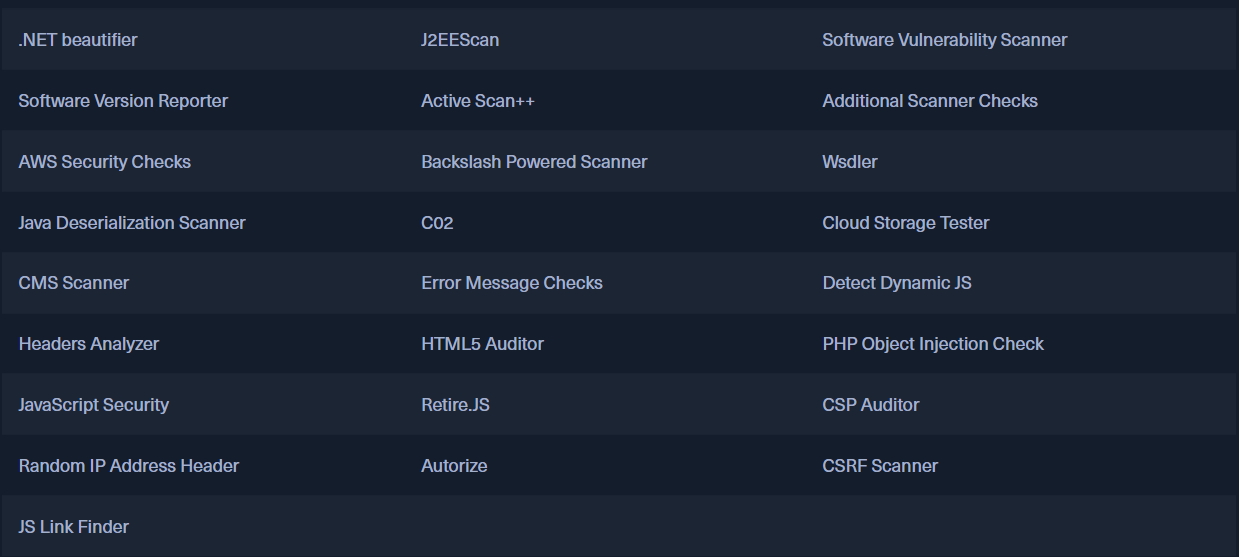 .NET beautifier J2EEScan Software Vulnerability Scanner
Software Version Reporter Active Scan++ Additional Scanner Checks
AWS Security Checks Backslash Powered Scanner Wsdler
Java Deserialization Scanner C02 Cloud Storage Tester
CMS Scanner Error Message Checks Detect Dynamic JS
Headers Analyzer HTML5 Auditor PHP Object Injection Check
JavaScript Security Retire.JS CSP Auditor
Random IP Address Header Autorize CSRF Scanner
JS Link Finder